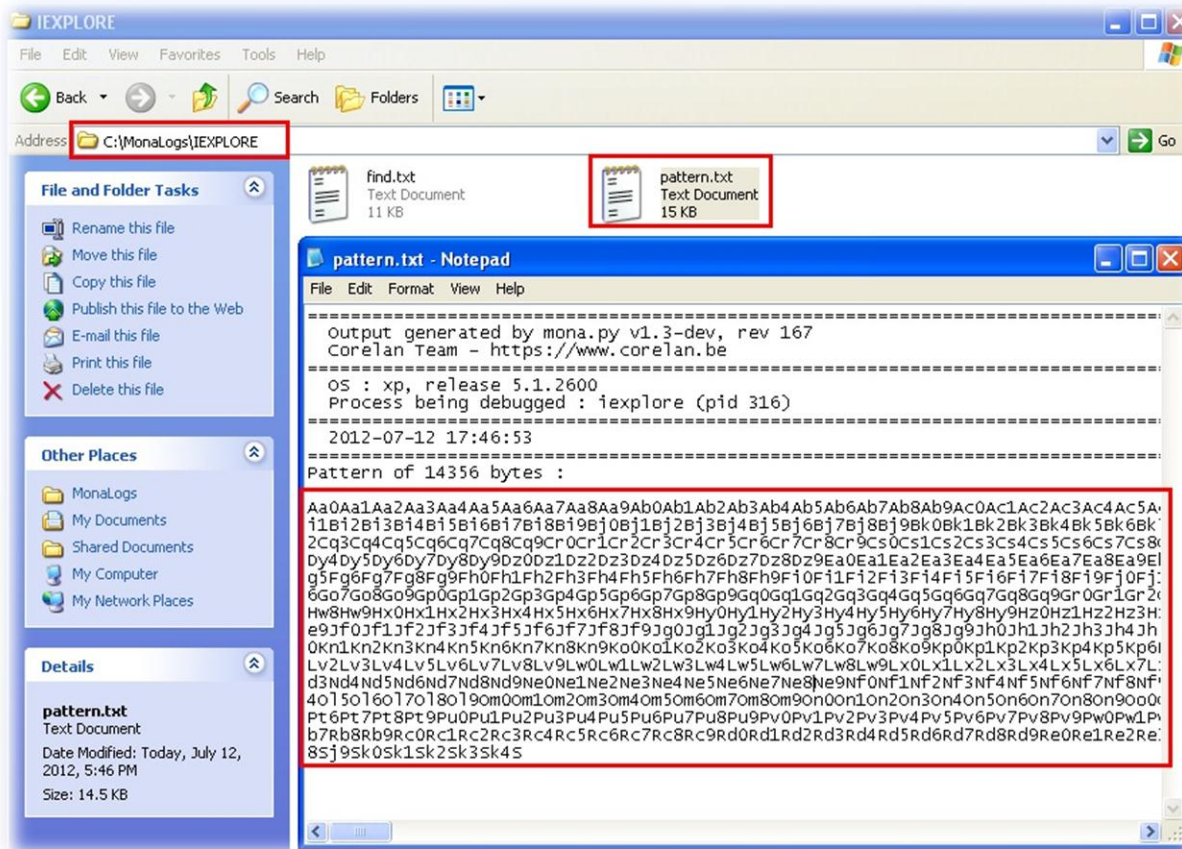 IEXPLORE
File Edit View Favorites Tools Help
Back Search Folders
Address C:\MonaLogs\IEXPLORE Go
File and Folder Tasks
Rename this file
Move this file
Copy this file
Publish this file to the Web
E-mail this file
Print this file
Delete this file
Other Places
MonaLogs
My Documents
Shared Documents
My Computer
My Network Places
Details
pattern.txt
Text Document
Date Modified: Today, July 12,
2012, 5:46 PM
Size: 14.5 KB
find.txt
Text Document
11 KB
pattern.txt
Text Document
15 KB
pattern.txt - Notepad
File Edit Format View Help
================================================================================
Output generated by mona.py v1.3-dev, rev 167
Corelan Team - https://www.corelan.be
================================================================================
OS : xp, release 5.1.2600
Process being debugged : iexplore (pid 316)
================================================================================
2012-07-12 17:46:53
================================================================================
Pattern of 14356 bytes :
Aa0Aa1Aa2Aa3Aa4Aa5Aa6Aa7Aa8Aa9Ab0Ab1Ab2Ab3Ab4Ab5Ab6Ab7Ab8Ab9Ac0Ac1Ac2Ac3Ac4Ac5A
i1Bi2Bi3Bi4Bi5Bi6Bi7Bi8Bi9Bj0Bj1Bj2Bj3Bj4Bj5Bj6Bj7Bj8Bj9Bk0Bk1Bk2Bk3Bk4Bk5Bk6Bk
2Cq3Cq4Cq5Cq6Cq7Cq8Cq9Cr0Cr1Cr2Cr3Cr4Cr5Cr6Cr7Cr8Cr9Cs0Cs1Cs2Cs3Cs4Cs5Cs6Cs7Cs8
Dy4Dy5Dy6Dy7Dy8Dy9Dz0Dz1Dz2Dz3Dz4Dz5Dz6Dz7Dz8Dz9Ea0Ea1Ea2Ea3Ea4Ea5Ea6Ea7Ea8Ea9E
g5Fg6Fg7Fg8Fg9Fh0Fh1Fh2Fh3Fh4Fh5Fh6Fh7Fh8Fh9Fi0Fi1Fi2Fi3Fi4Fi5Fi6Fi7Fi8Fi9Fj0Fj
6Go7Go8Go9Gp0Gp1Gp2Gp3Gp4Gp5Gp6Gp7Gp8Gp9Gq0Gq1Gq2Gq3Gq4Gq5Gq6Gq7Gq8Gq9Gr0Gr1Gr2
Hw8Hw9Hx0Hx1Hx2Hx3Hx4Hx5Hx6Hx7Hx8Hx9Hy0Hy1Hy2Hy3Hy4Hy5Hy6Hy7Hy8Hy9Hz0Hz1Hz2Hz3H
e9Jf0Jf1Jf2Jf3Jf4Jf5Jf6Jf7Jf8Jf9Jg0Jg1Jg2Jg3Jg4Jg5Jg6Jg7Jg8Jg9Jh0Jh1Jh2Jh3Jh4Jh
0Kn1Kn2Kn3Kn4Kn5Kn6Kn7Kn8Kn9Ko0Ko1Ko2Ko3Ko4Ko5Ko6Ko7Ko8Ko9Kp0Kp1Kp2Kp3Kp4Kp5Kp6
Lv2Lv3Lv4Lv5Lv6Lv7Lv8Lv9Lw0Lw1Lw2Lw3Lw4Lw5Lw6Lw7Lw8Lw9Lx0Lx1Lx2Lx3Lx4Lx5Lx6Lx7L
d3Nd4Nd5Nd6Nd7Nd8Nd9Ne0Ne1Ne2Ne3Ne4Ne5Ne6Ne7Ne8Ne9Nf0Nf1Nf2Nf3Nf4Nf5Nf6Nf7Nf8Nf
4Ol5Ol6Ol7Ol8Ol9Om0Om1Om2Om3Om4Om5Om6Om7Om8Om9On0On1On2On3On4On5On6On7On8On9Oo0
Pt6Pt7Pt8Pt9Pu0Pu1Pu2Pu3Pu4Pu5Pu6Pu7Pu8Pu9Pv0Pv1Pv2Pv3Pv4Pv5Pv6Pv7Pv8Pv9Pw0Pw1P
b7Rb8Rb9Rc0Rc1Rc2Rc3Rc4Rc5Rc6Rc7Rc8Rc9Rd0Rd1Rd2Rd3Rd4Rd5Rd6Rd7Rd8Rd9Re0Re1Re2Re
8Sj9Sk0Sk1Sk2Sk3Sk4S